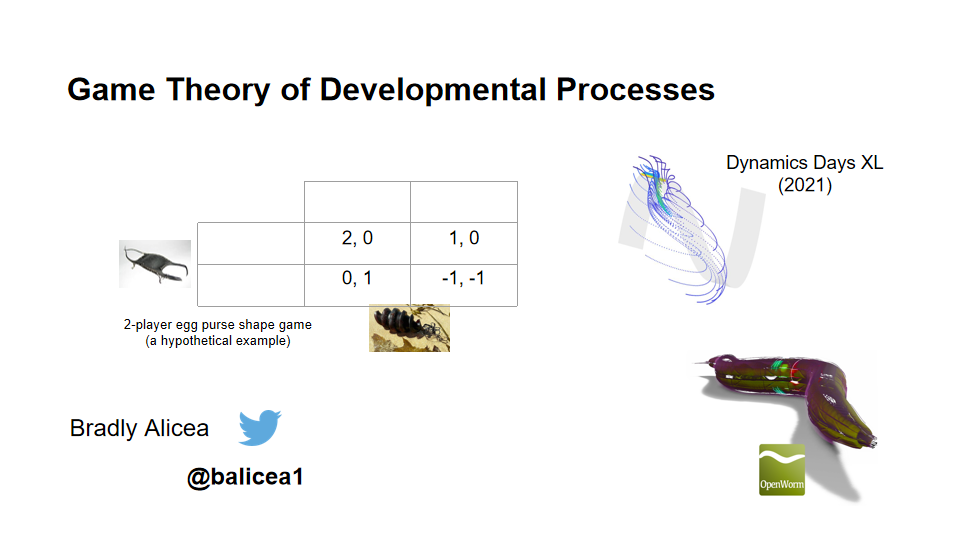 Game Theory of Developmental Processes
Dynamics Days XL
(2021)
2, 0 1, 0
0, 1 -1, -1
2-player egg purse shape game
(a hypothetical example)
Bradly Alicea
@balicea1
OpenWorm